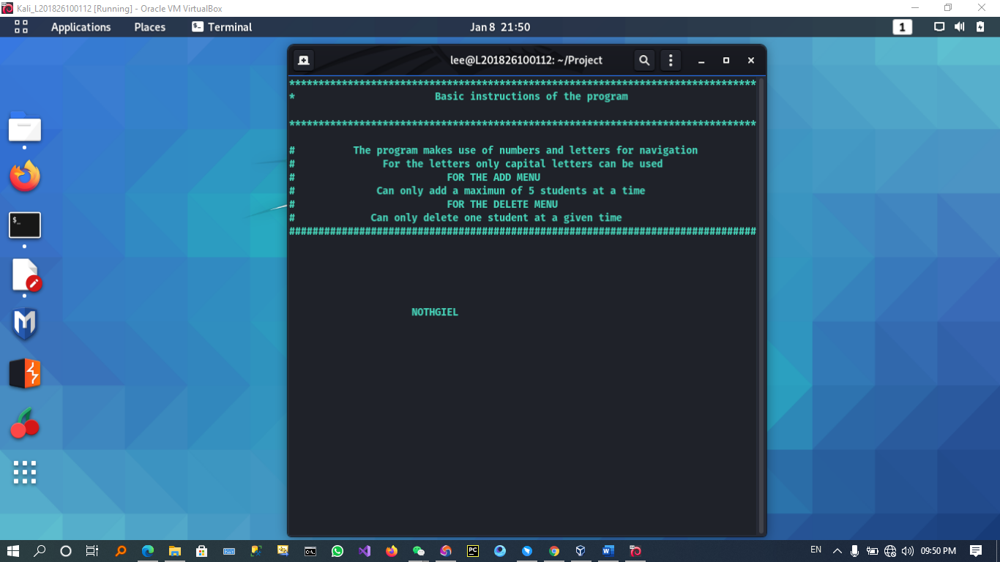 Kali_L201826100112 [Running] - Oracle VM VirtualBox
Applications Places Terminal Jan 8 21:50 1
lee@L201826100112: ~/Project
********************************************************************************
* Basic instructions of the program
********************************************************************************
# The program makes use of numbers and letters for navigation
# For the letters only capital letters can be used
# FOR THE ADD MENU
# Can only add a maximun of 5 students at a time
# FOR THE DELETE MENU
# Can only delete one student at a given time
################################################################################
NOTHGIEL
$_
C:\_
PC
W
EN 09:50 PM